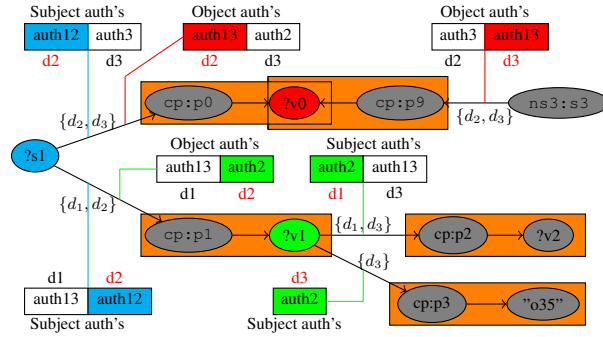 Subject auth's
Object auth's
Object auth's
auth12 auth3
auth13 auth2
auth3 auth13
d2 d3
d2 d3
d2 d3
cp:p0 ?v0 cp:p9 ns3:s3
{d2, d3}
{d2, d3}
?s1
Object auth's
Subject auth's
auth13 auth2
auth2 auth13
d1 d2
d1 d3
{d1, d2}
cp:p1 ?v1 {d1, d3} cp:p2 ?v2
{d3}
d1 d2
d3
auth13 auth12
auth2
cp:p3 "o35"
Subject auth's
Subject auth's